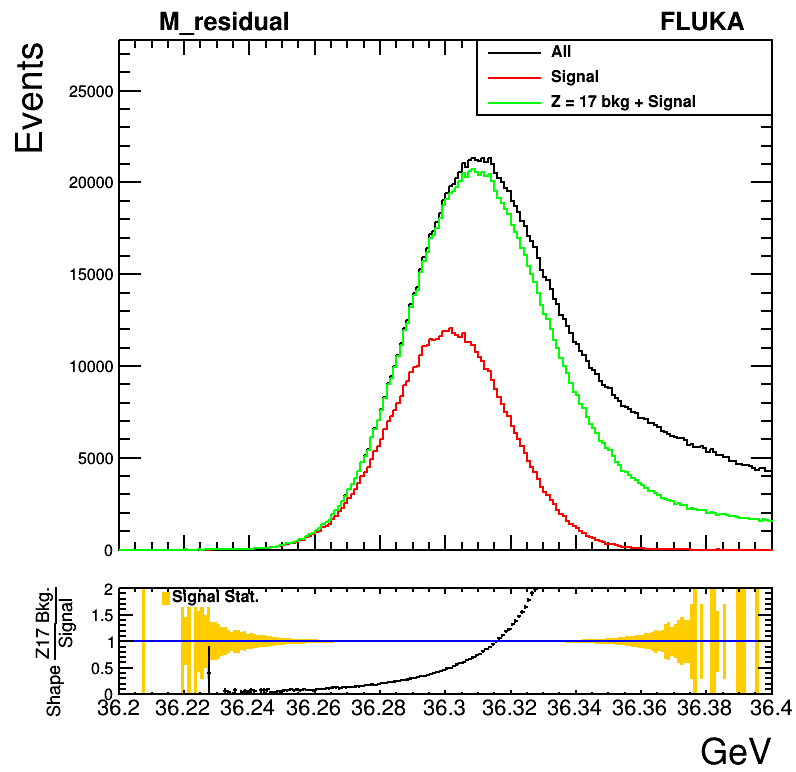 M_residual FLUKA
Events
All
Signal
Z = 17 bkg + Signal
25000
20000
15000
10000
5000
0
Signal Stat.
Shape Z17 Bkg. Signal
2
1.5
1
0.5
0
36.2 36.22 36.24 36.26 36.28 36.3 36.32 36.34 36.36 36.38 36.4
GeV